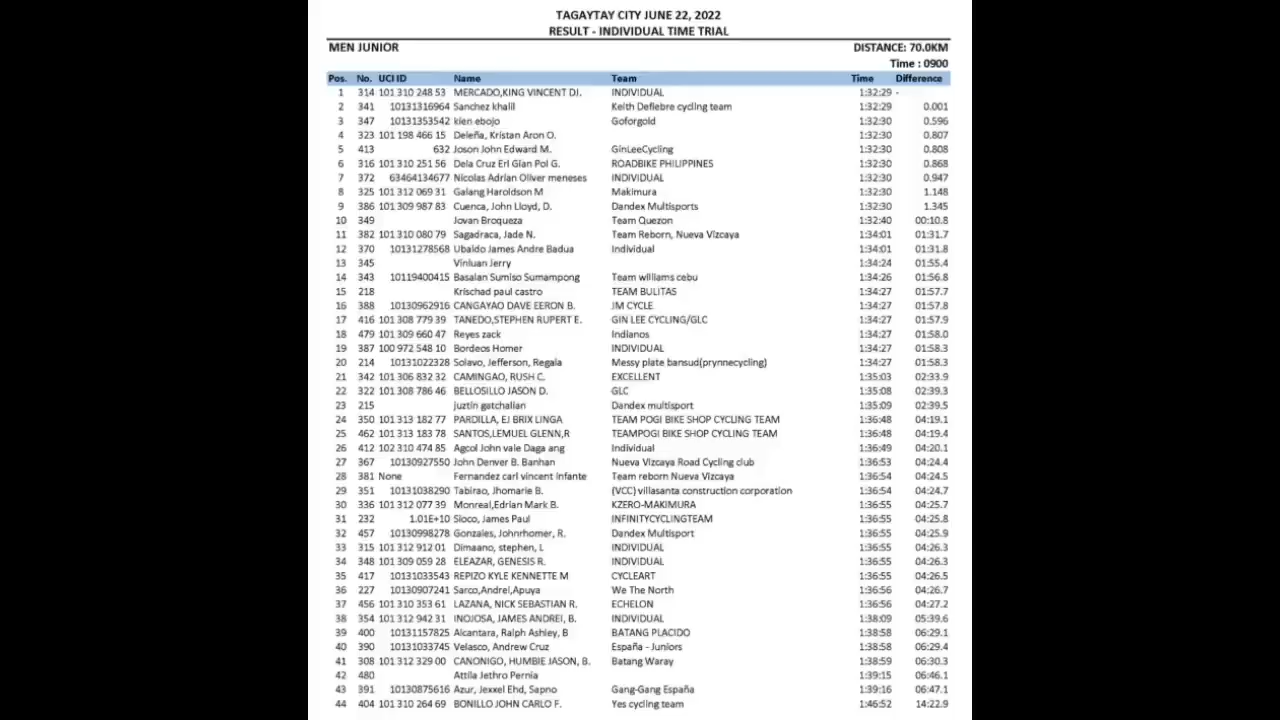 TAGAYTAY CITY JUNE 22, 2022
RESULT - INDIVIDUAL TIME TRIAL
MEN JUNIOR DISTANCE: 70.0KM
Time : 0900
Pos. No. UCI ID Name Team Time Difference
1 314 101 310 248 53 MERCADO,KING VINCENT DJ. INDIVIDUAL 1:32:29 -
2 341 10131316964 Sanchez khalil Keith Defiebre cycling team 1:32:29 0.001
3 347 10131353542 kien ebojo Goforgold 1:32:30 0.596
4 323 101 198 466 15 Deleña, Kristan Aron O. 1:32:30 0.807
5 413 632 Joson John Edward M. GinLeeCycling 1:32:30 0.808
6 316 101 310 251 56 Dela Cruz Eri Gian Pol G. ROADBIKE PHILIPPINES 1:32:30 0.868
7 372 63464134677 Nicolas Adrian Oliver meneses INDIVIDUAL 1:32:30 0.947
8 325 101 312 069 31 Galang Haroldson M Makimura 1:32:30 1.148
9 386 101 309 987 83 Cuenca, John Lloyd, D. Dandex Multisports 1:32:30 1.345
10 349 Jovan Broqueza Team Quezon 1:32:40 00:10.8
11 382 101 310 080 79 Sagadraca, Jade N. Team Reborn, Nueva Vizcaya 1:34:01 01:31.7
12 370 10131278568 Ubaldo James Andre Badua Individual 1:34:01 01:31.8
13 345 Vinluan Jerry 1:34:24 01:55.4
14 343 10119400415 Basalan Sumiso Sumampong Team williams cebu 1:34:26 01:56.8
15 218 Krischad paul castro TEAM BULITAS 1:34:27 01:57.7
16 388 10130962916 CANGAYAO DAVE EERON B. JM CYCLE 1:34:27 01:57.8
17 416 101 308 779 39 TANEDO,STEPHEN RUPERT E. GIN LEE CYCLING/GLC 1:34:27 01:57.9
18 479 101 309 660 47 Reyes zack Indianos 1:34:27 01:58.0
19 387 100 972 548 10 Bordeos Homer INDIVIDUAL 1:34:27 01:58.3
20 214 10131022328 Solavo, Jefferson, Regala Messy plate bansud(prynnecycling) 1:34:27 01:58.3
21 342 101 306 832 32 CAMINGAO, RUSH C. EXCELLENT 1:35:03 02:33.9
22 322 101 308 786 46 BELLOSILLO JASON D. GLC 1:35:08 02:39.3
23 215 juztin gatchalian Dandex multisport 1:35:09 02:39.5
24 350 101 313 182 77 PARDILLA, EJ BRIX LINGA TEAM POGI BIKE SHOP CYCLING TEAM 1:36:48 04:19.1
25 462 101 313 183 78 SANTOS,LEMUEL GLENN,R TEAMPOGI BIKE SHOP CYCLING TEAM 1:36:48 04:19.4
26 412 102 310 474 85 Agcol John vale Daga ang Individual 1:36:49 04:20.1
27 367 10130927550 John Denver B. Banhan Nueva Vizcaya Road Cycling club 1:36:53 04:24.4
28 381 None Fernandez carl vincent infante Team reborn Nueva Vizcaya 1:36:54 04:24.5
29 351 10131038290 Tabirao, Jhomarie B. (VCC) villasanta construction corporation 1:36:54 04:24.7
30 336 101 312 077 39 Monreal,Edrian Mark B. KZERO-MAKIMURA 1:36:55 04:25.7
31 232 1.01E+10 Sioco, James Paul INFINITYCYCLINGTEAM 1:36:55 04:25.8
32 457 10130998278 Gonzales, Johnrhomer, R. Dandex Multisport 1:36:55 04:25.9
33 315 101 312 912 01 Dimaano, stephen, L INDIVIDUAL 1:36:55 04:26.3
34 348 101 309 059 28 ELEAZAR, GENESIS R. INDIVIDUAL 1:36:55 04:26.3
35 417 10131033543 REPIZO KYLE KENNETTE M CYCLEART 1:36:55 04:26.5
36 227 10130907241 Sarco,Andrei,Apuya We The North 1:36:56 04:26.7
37 456 101 310 353 61 LAZANA, NICK SEBASTIAN R. ECHELON 1:36:56 04:27.2
38 354 101 312 942 31 INOJOSA, JAMES ANDREI, B. INDIVIDUAL 1:38:09 05:39.6
39 400 10131157825 Alcantara, Ralph Ashley, B BATANG PLACIDO 1:38:58 06:29.1
40 390 10131033745 Velasco, Andrew Cruz España - Juniors 1:38:58 06:29.4
41 308 101 312 329 00 CANONIGO, HUMBIE JASON, B. Batang Waray 1:38:59 06:30.3
42 480 Attila Jethro Pernia 1:39:15 06:46.1
43 391 10130875616 Azur, Jexxel Ehd, Sapno Gang-Gang España 1:39:16 06:47.1
44 404 101 310 264 69 BONILLO JOHN CARLO F. Yes cycling team 1:46:52 14:22.9